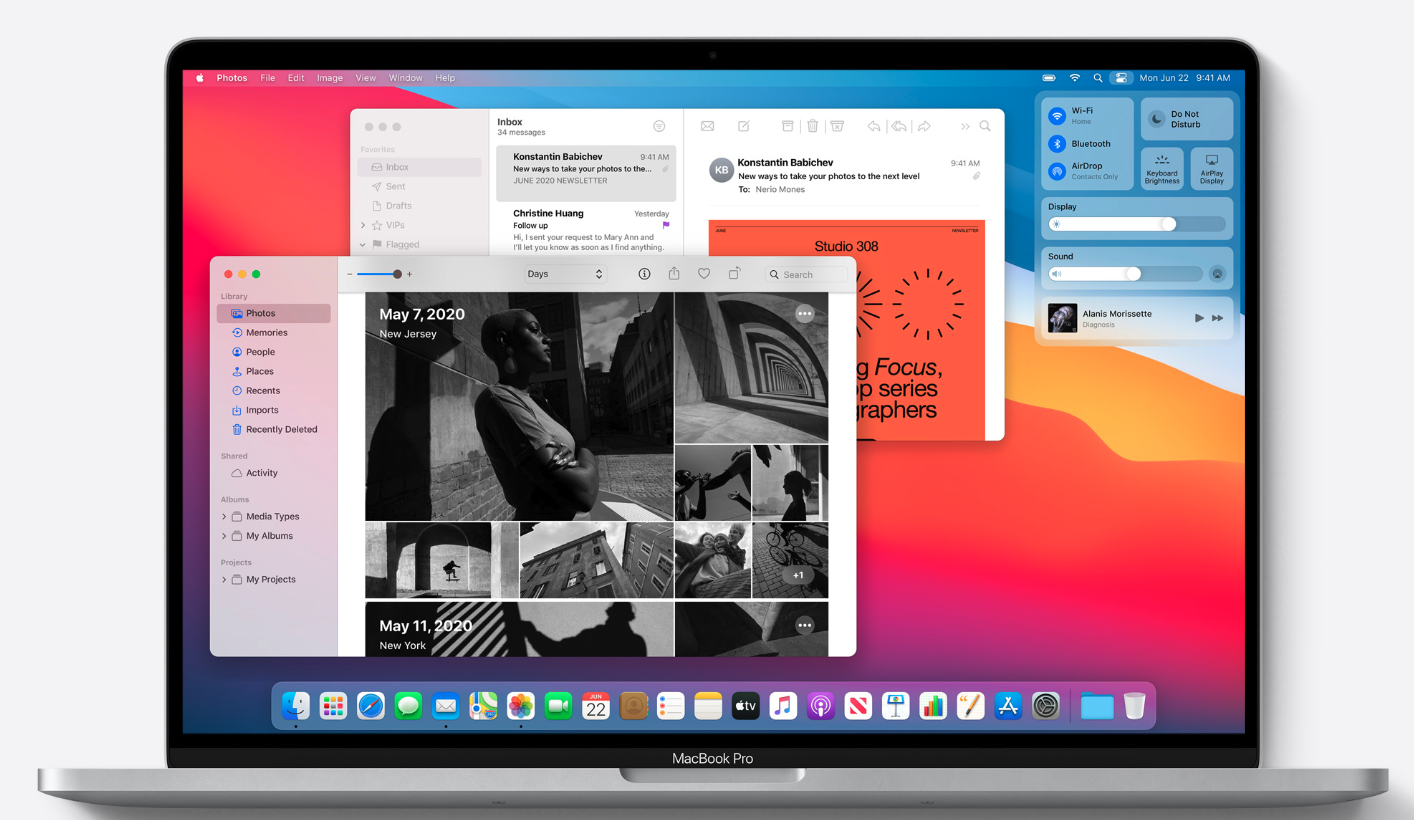 Photos File Edit Image View Window Help
Mon Jun 22 9:41 AM
Inbox
34 messages
Favorites
Inbox
Sent
Drafts
VIPs
Flagged
Konstantin Babichev 9:41 AM
New ways to take your photos to the...
JUNE 2020 NEWSLETTER
Christine Huang Yesterday
Follow up
Hi, I sent your request to Mary Ann and
I'll let you know as soon as I find anything.
KB
Konstantin Babichev 9:41 AM
New ways to take your photos to the next level
To: Nerio Mones
JUNE NEWSLETTER
Studio 308
g Focus,
op series
graphers
Wi-Fi
Home
Bluetooth
AirDrop
Contacts Only
Do Not
Disturb
Keyboard
Brightness
AirPlay
Display
Display
Sound
Alanis Morissette
Diagnosis
Days
Search
Library
Photos
Memories
People
Places
Recents
Imports
Recently Deleted
Shared
Activity
Albums
Media Types
My Albums
Projects
My Projects
May 7, 2020
New Jersey
+1
May 11, 2020
New York
JUN
22
tv
MacBook Pro